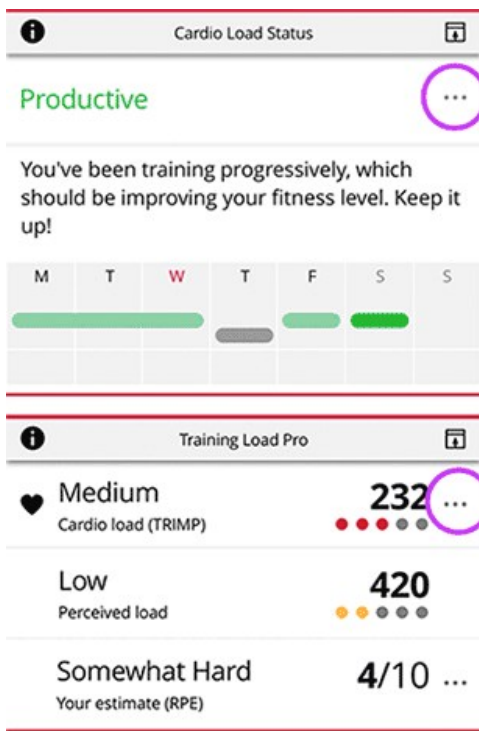 Cardio Load Status
Productive
...
You've been training progressively, which
should be improving your fitness level. Keep it
up!
M T W T F S S
Training Load Pro
Medium 232 ...
Cardio load (TRIMP)
Low 420
Perceived load
Somewhat Hard 4/10 ...
Your estimate (RPE)